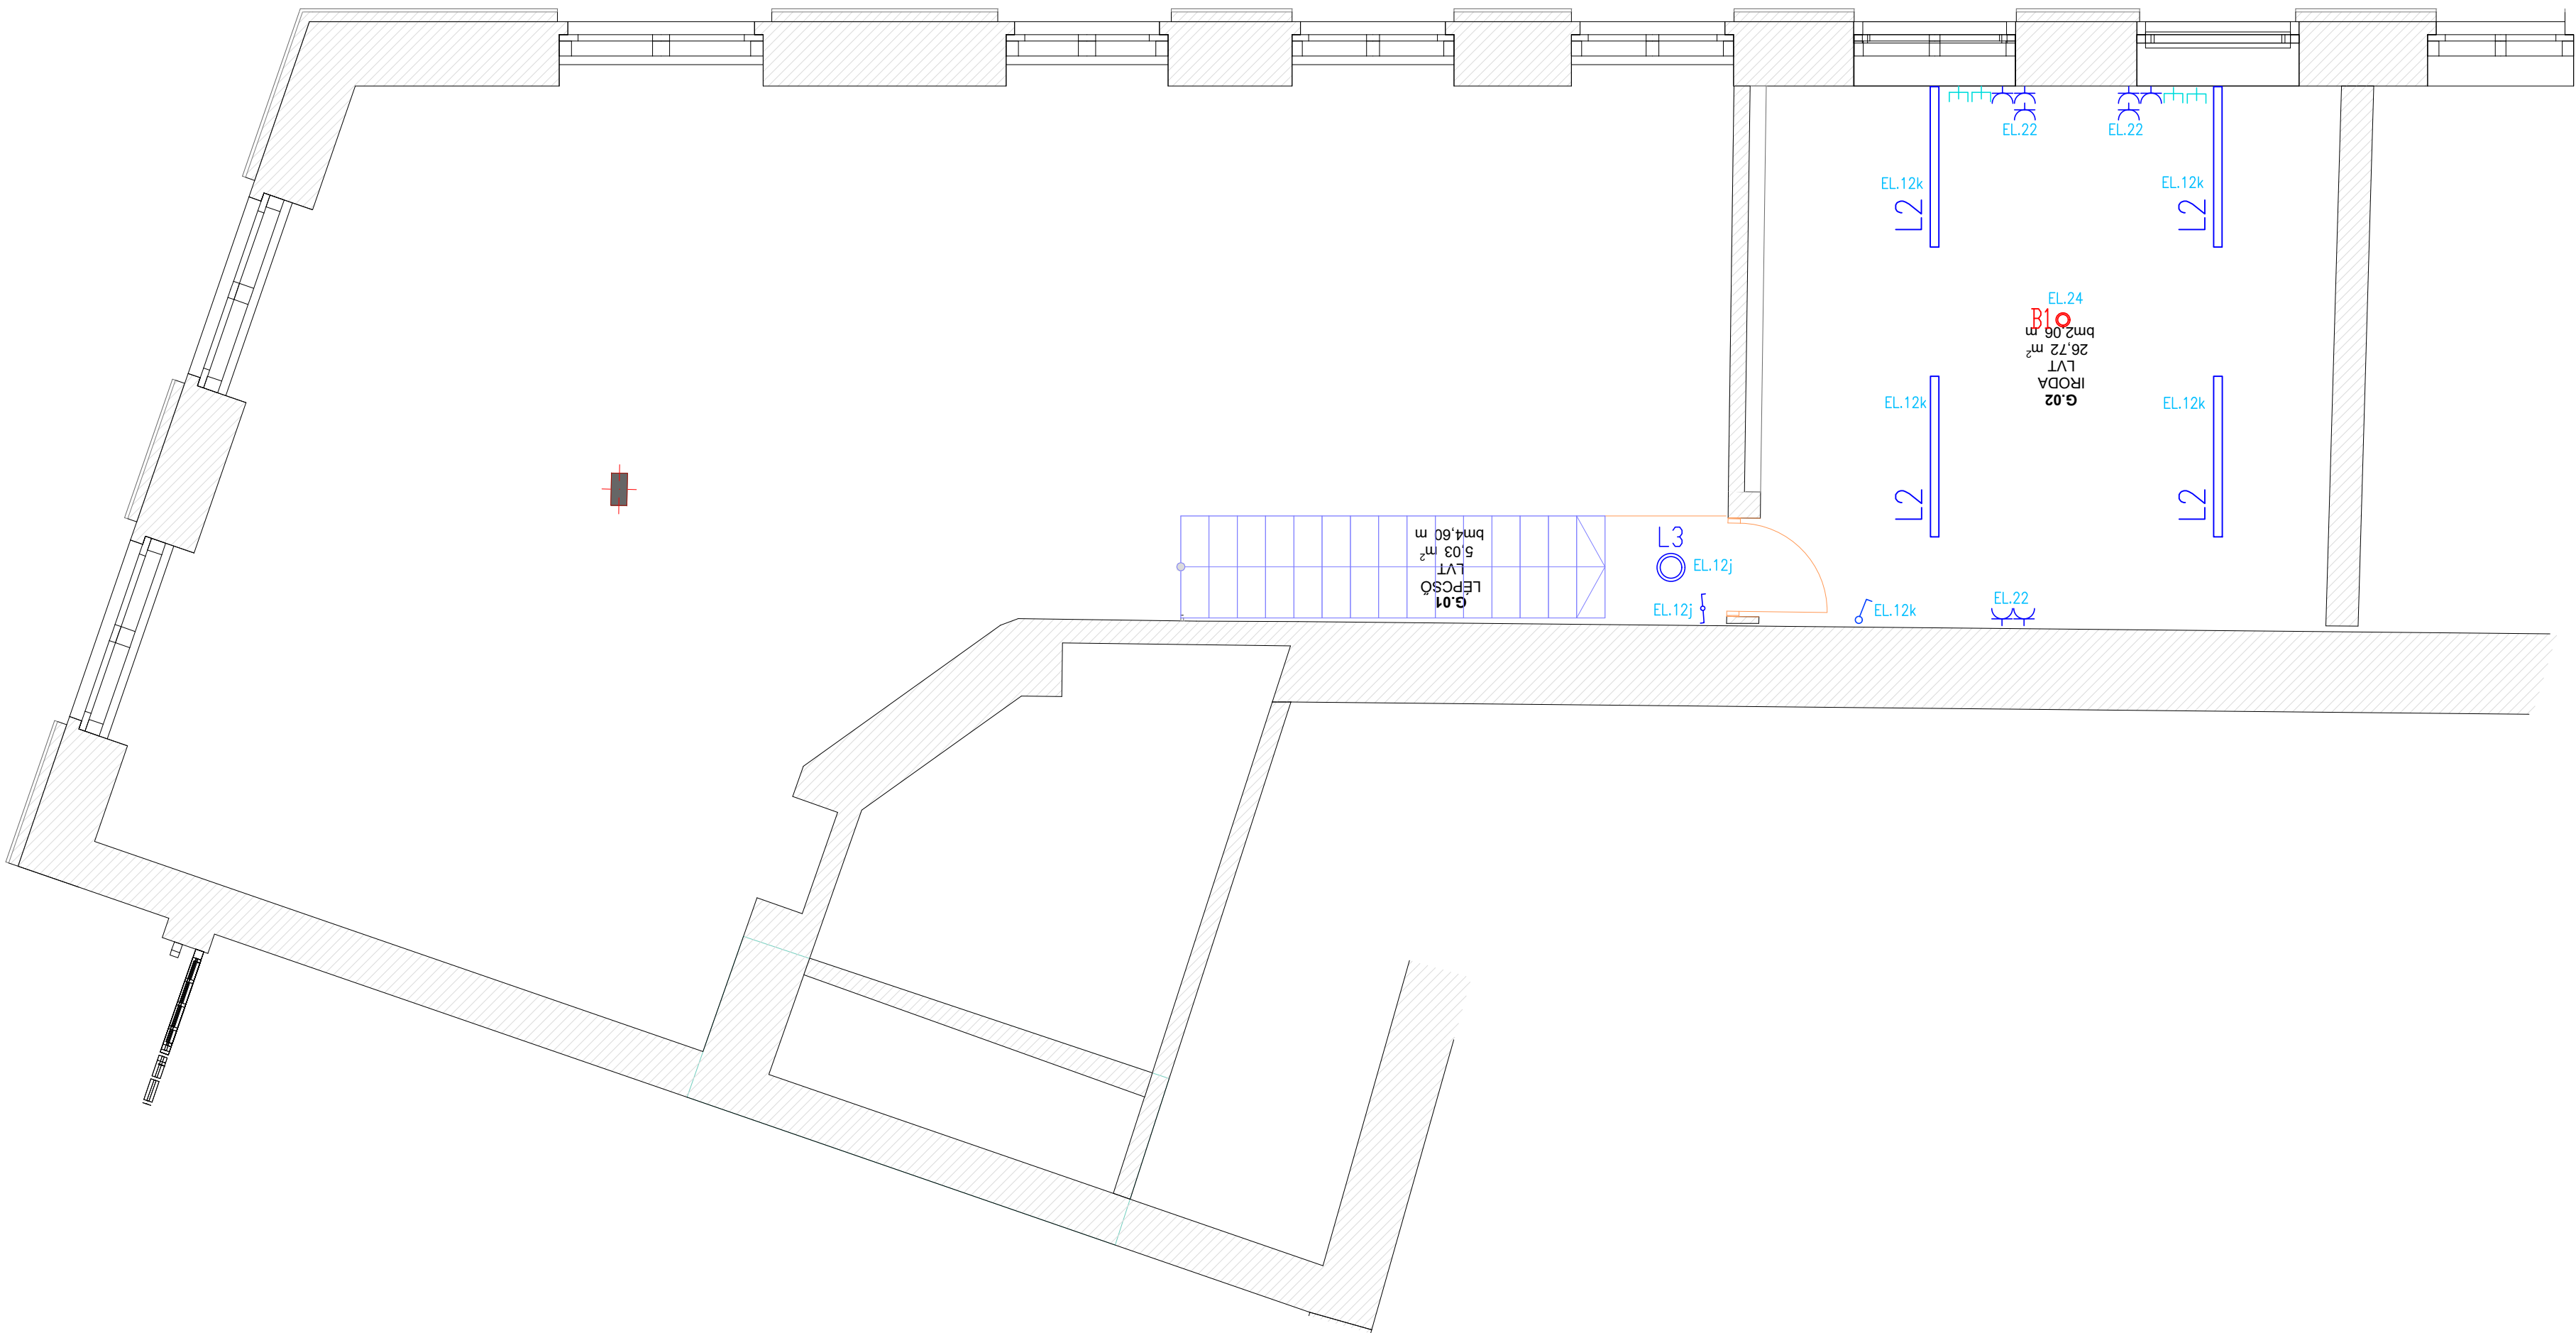 EL.22
EL.22
EL.12k
EL.12k
L2
L2
EL.24
B1
G.02
IRODA
LVT
26,72 m²
bm2,06 m
EL.12k
EL.12k
L2
L2
G.01
LÉPCSŐ
LVT
5,03 m²
bm4,60 m
L3
EL.12j
EL.12j
EL.12k
EL.22